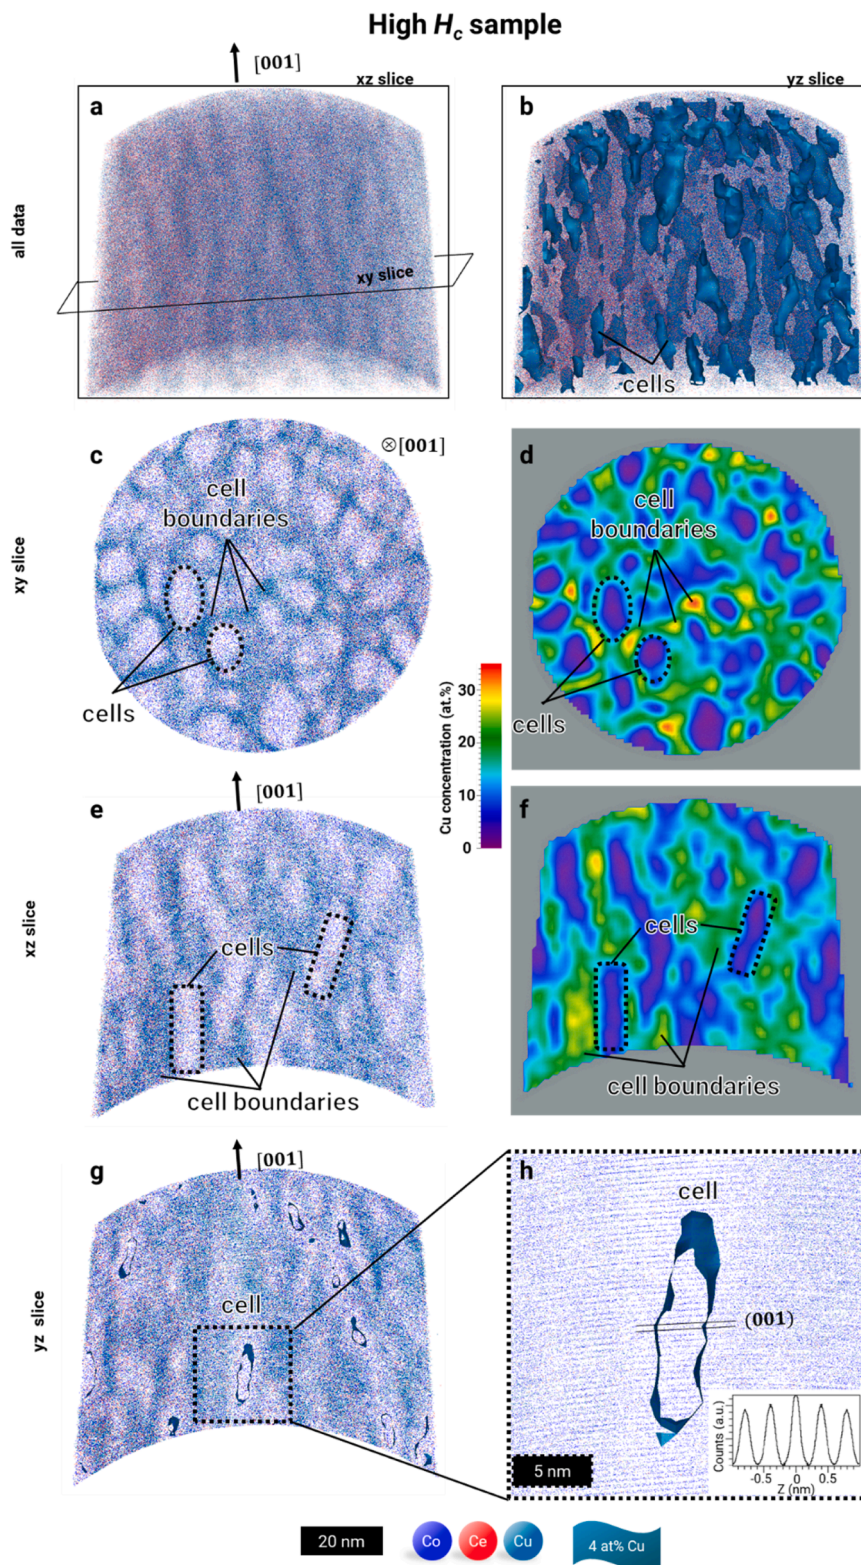 High Hc sample
[001]
xz slice
yz slice
a
b
all data
xy slice
cells
c
⊗[001]
d
cell
boundaries
cell
boundaries
xy slice
cells
cells
Cu concentration (at.%)
30
20
10
0
[001]
e
f
xz slice
cells
cells
cell boundaries
cell boundaries
[001]
g
h
cell
cell
yz slice
(001)
Counts (a.u.)
-0.5 0 0.5
Z (nm)
5 nm
20 nm
Co
Ce
Cu
4 at% Cu